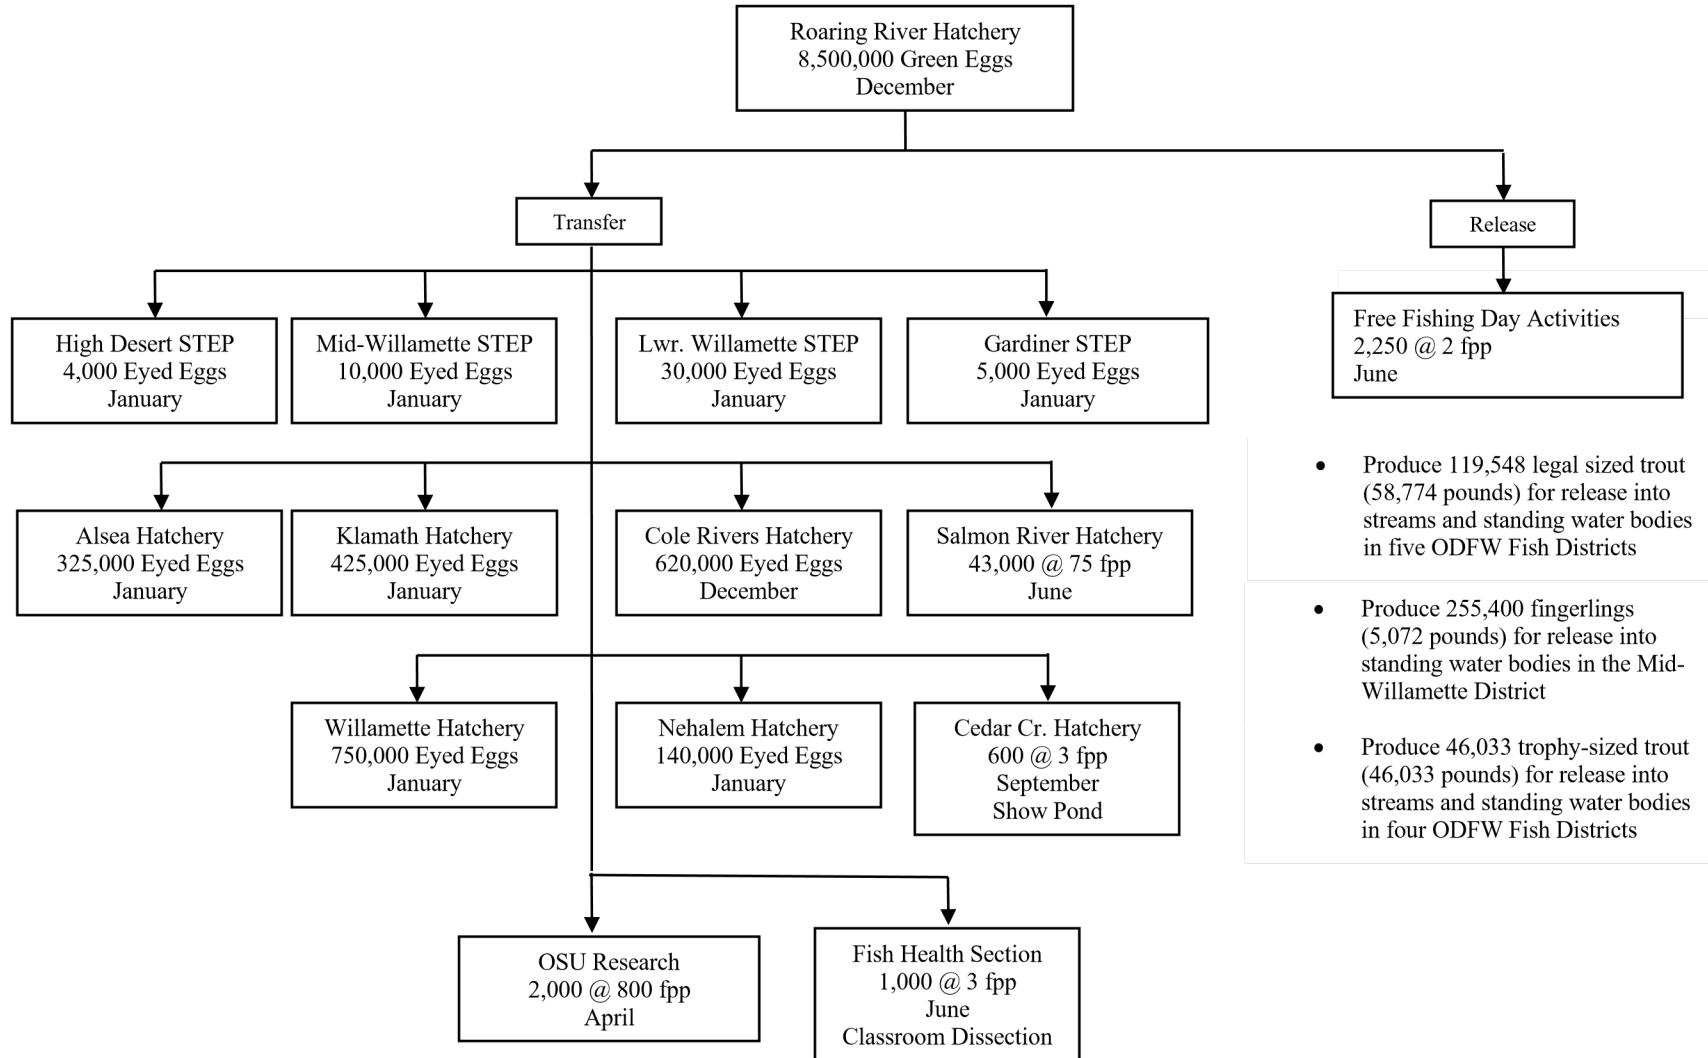 Roaring River Hatchery
8,500,000 Green Eggs
December
Transfer
Release
High Desert STEP
4,000 Eyed Eggs
January
Mid-Willamette STEP
10,000 Eyed Eggs
January
Lwr. Willamette STEP
30,000 Eyed Eggs
January
Gardiner STEP
5,000 Eyed Eggs
January
Free Fishing Day Activities
2,250 @ 2 fpp
June
Alsea Hatchery
325,000 Eyed Eggs
January
Klamath Hatchery
425,000 Eyed Eggs
January
Cole Rivers Hatchery
620,000 Eyed Eggs
December
Salmon River Hatchery
43,000 @ 75 fpp
June
Willamette Hatchery
750,000 Eyed Eggs
January
Nehalem Hatchery
140,000 Eyed Eggs
January
Cedar Cr. Hatchery
600 @ 3 fpp
September
Show Pond
OSU Research
2,000 @ 800 fpp
April
Fish Health Section
1,000 @ 3 fpp
June
Classroom Dissection
• Produce 119,548 legal sized trout
(58,774 pounds) for release into
streams and standing water bodies
in five ODFW Fish Districts
• Produce 255,400 fingerlings
(5,072 pounds) for release into
standing water bodies in the Mid-
Willamette District
• Produce 46,033 trophy-sized trout
(46,033 pounds) for release into
streams and standing water bodies
in four ODFW Fish Districts